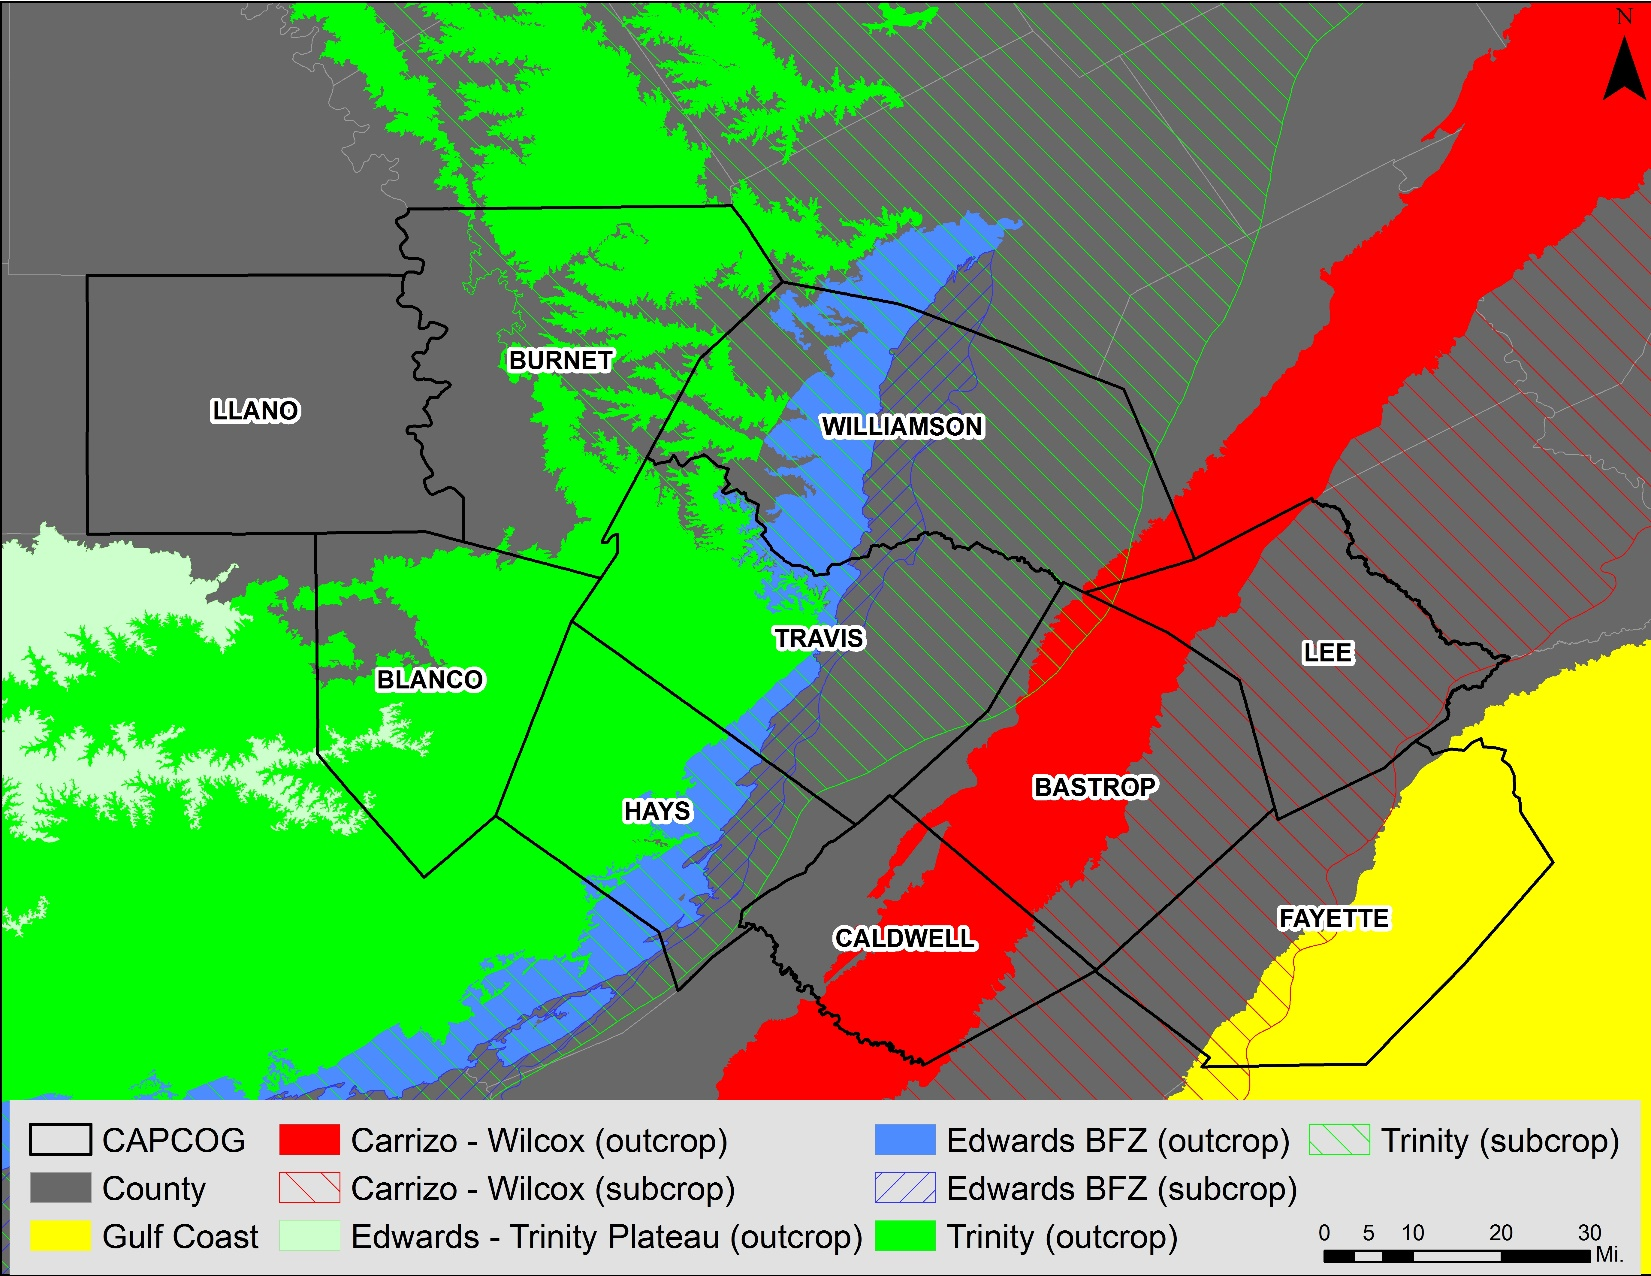 N
BURNET
LLANO
WILLIAMSON
TRAVIS
LEE
BLANCO
BASTROP
HAYS
FAYETTE
CALDWELL
CAPCOG
Carrizo - Wilcox (outcrop)
Edwards BFZ (outcrop)
Trinity (subcrop)
County
Carrizo - Wilcox (subcrop)
Edwards BFZ (subcrop)
Gulf Coast
Edwards - Trinity Plateau (outcrop)
Trinity (outcrop)
0 5 10 20 30
Mi.